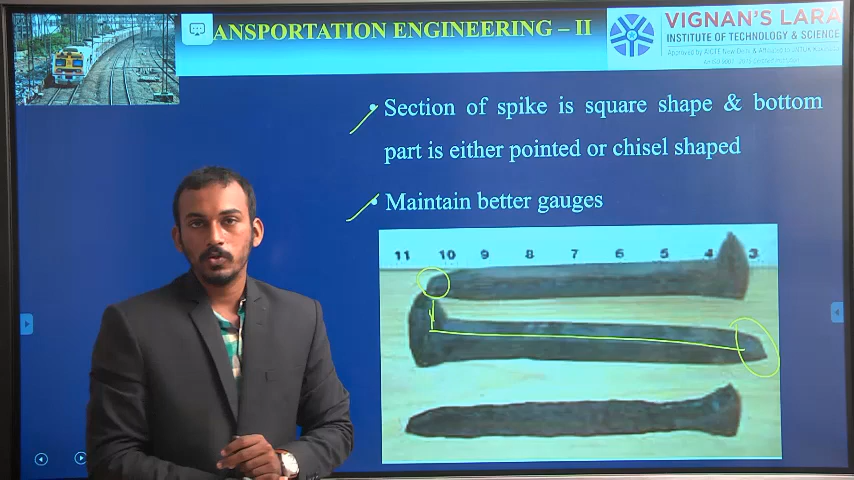 ANSPORTATION ENGINEERING – II
VIGNAN'S LARA
INSTITUTE OF TECHNOLOGY & SCIENCE
Section of spike is square shape & bottom
part is either pointed or chisel shaped
Maintain better gauges
11 10 9 8 7 6 5 4 3